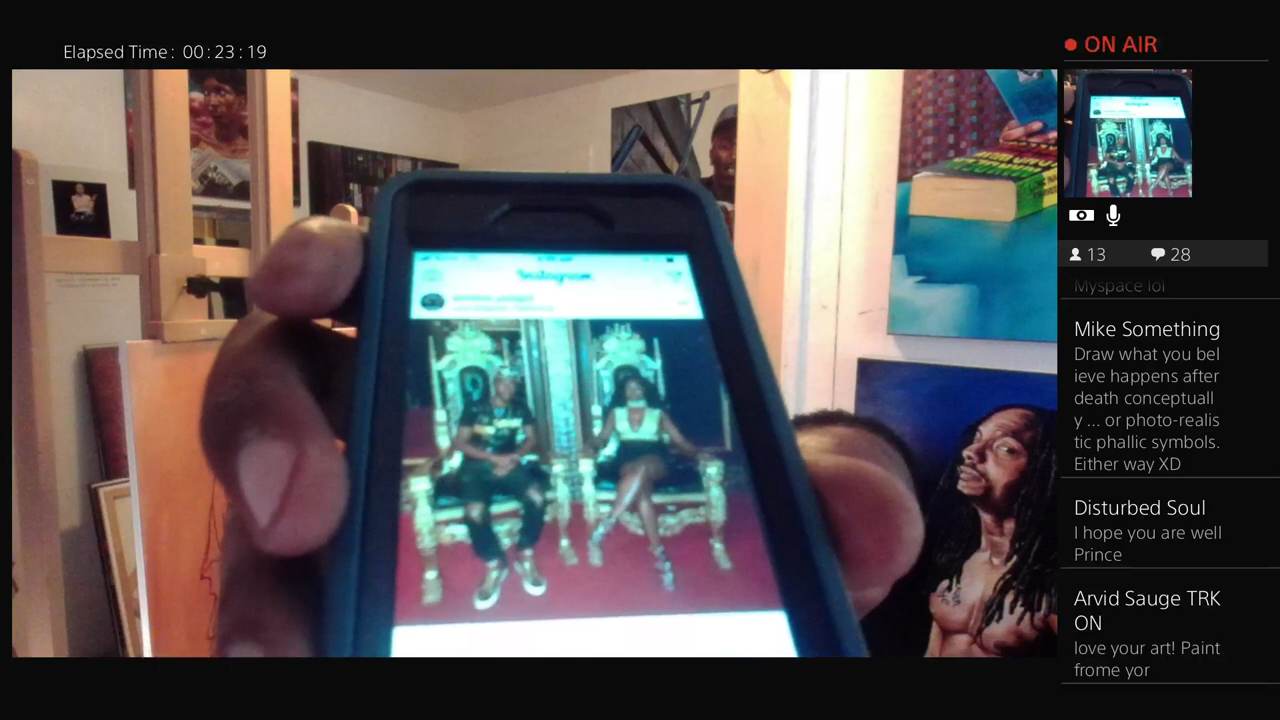 Elapsed Time: 00:23:19
ON AIR
13
28
Myspace lol
Mike Something
Draw what you bel
ieve happens after
death conceptuall
y ... or photo-realis
tic phallic symbols.
Either way XD
Disturbed Soul
I hope you are well
Prince
Arvid Sauge TRK
ON
love your art! Paint
frome yor
Instagram